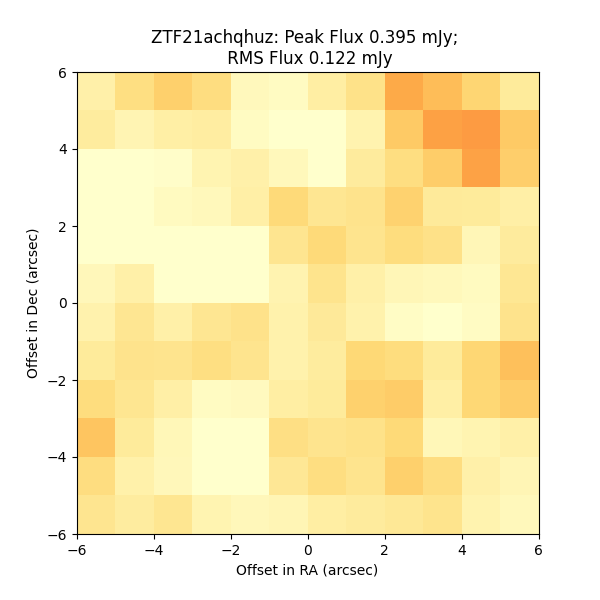 ZTF21achqhuz: Peak Flux 0.395 mJy;
RMS Flux 0.122 mJy
6
4
2
0
−2
−4
−6
Offset in Dec (arcsec)
−6 −4 −2 0 2 4 6
Offset in RA (arcsec)